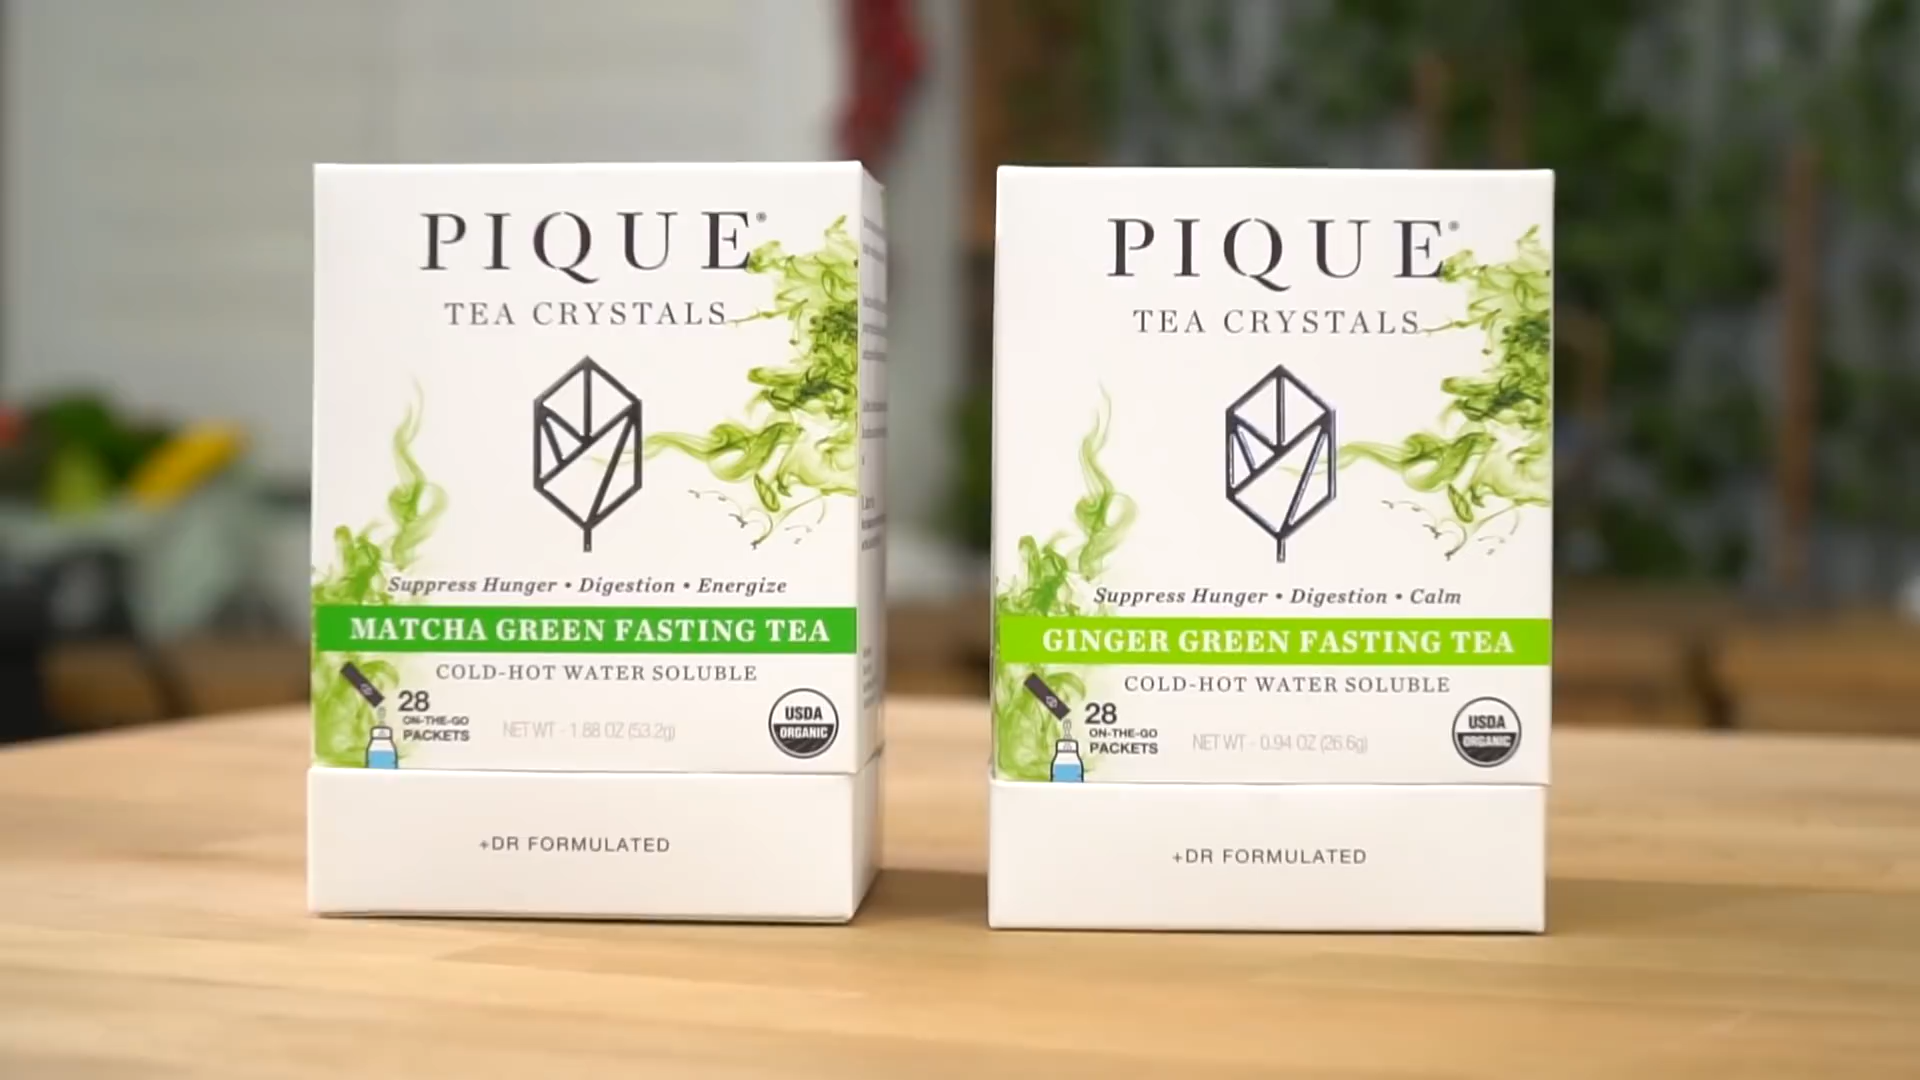 PIQUE®
TEA CRYSTALS
Suppress Hunger • Digestion • Energize
MATCHA GREEN FASTING TEA
COLD-HOT WATER SOLUBLE
28
ON-THE-GO
PACKETS
NET WT - 1.88 OZ (53.2g)
USDA
ORGANIC
+DR FORMULATED
PIQUE®
TEA CRYSTALS
Suppress Hunger • Digestion • Calm
GINGER GREEN FASTING TEA
COLD-HOT WATER SOLUBLE
28
ON-THE-GO
PACKETS
NET WT - 0.94 OZ (26.6g)
USDA
ORGANIC
+DR FORMULATED